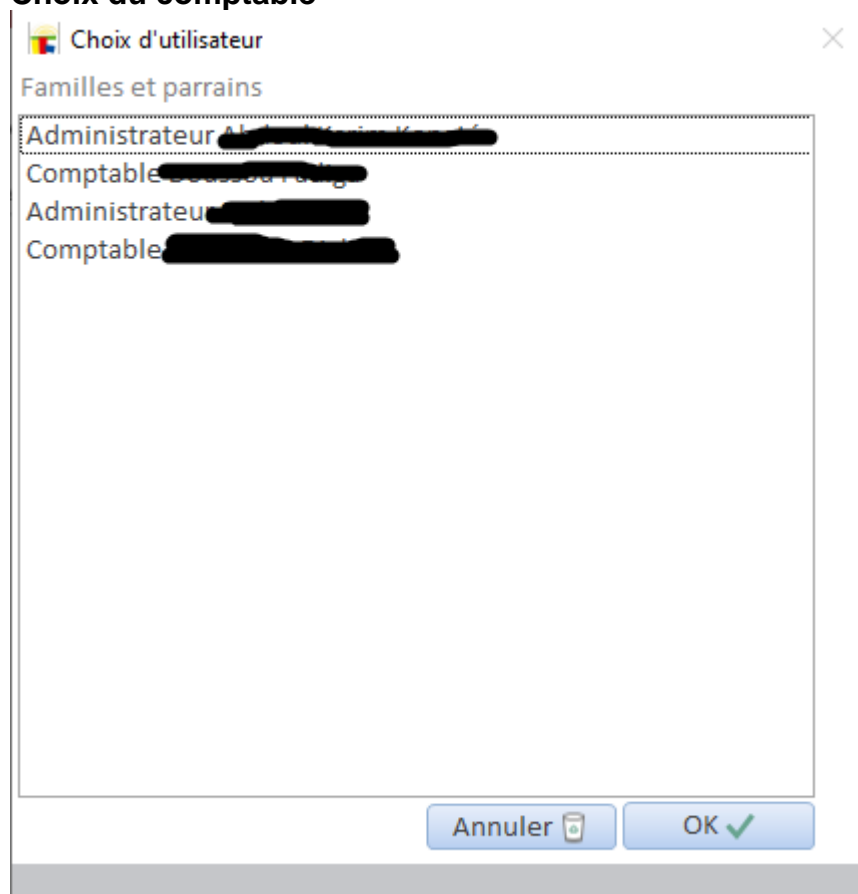 Choix du comptable
Choix d'utilisateur
Familles et parrains
Administrateur
Comptable
Administrateur
Comptable
Annuler
OK